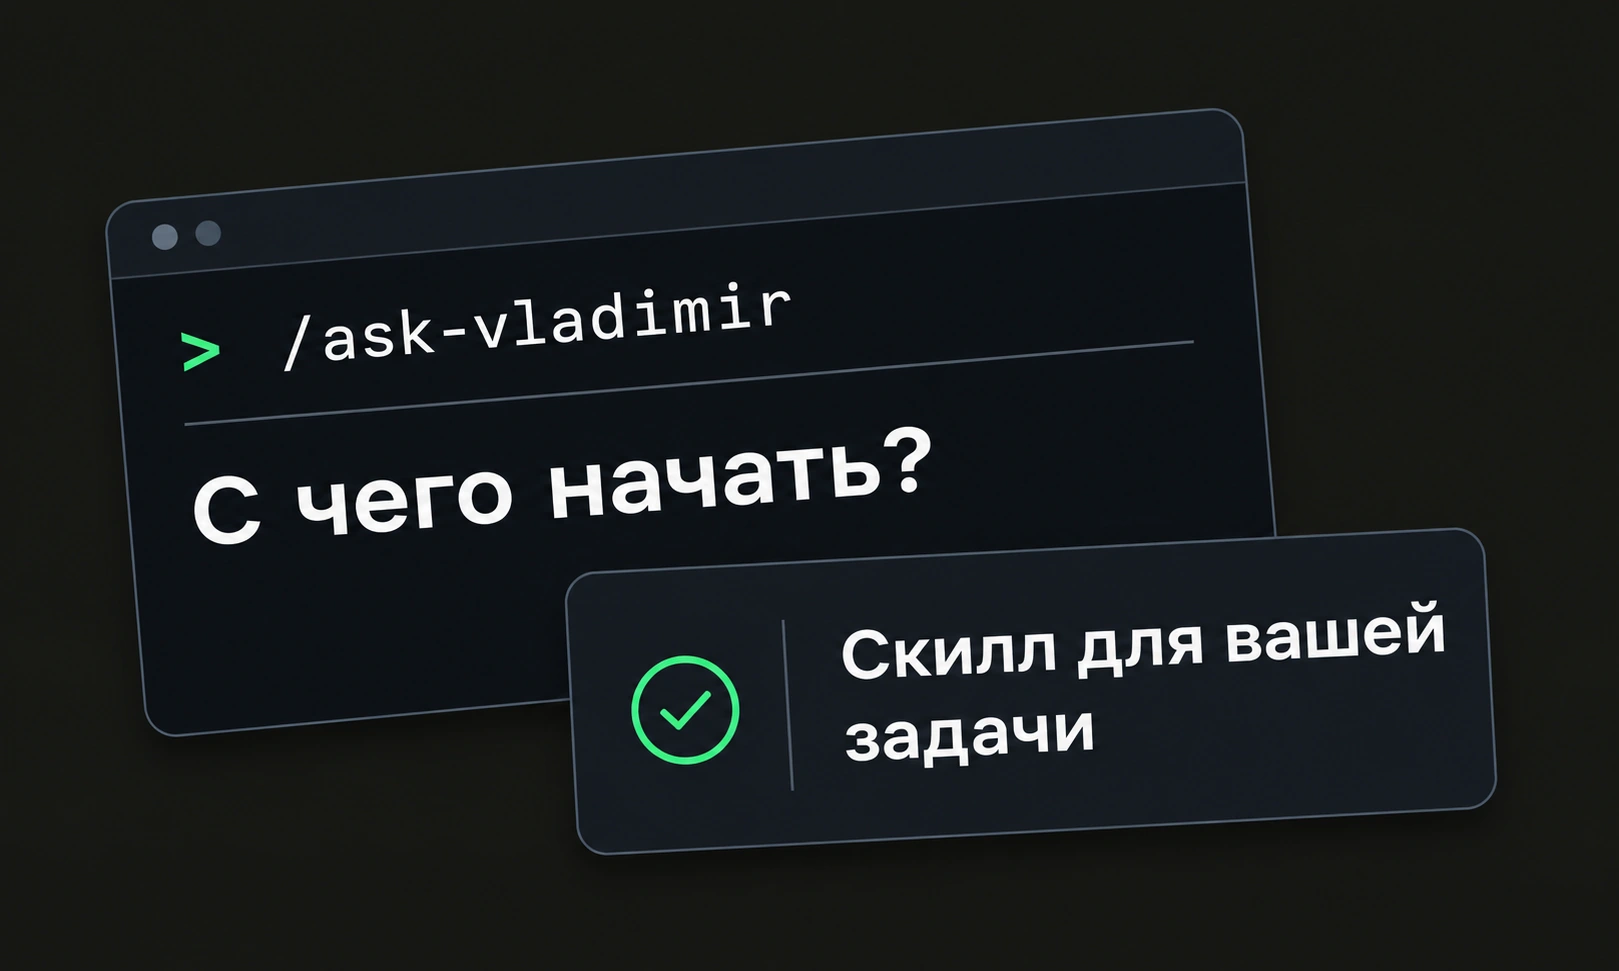 > /ask-vladimir
С чего начать?
Скилл для вашей
задачи